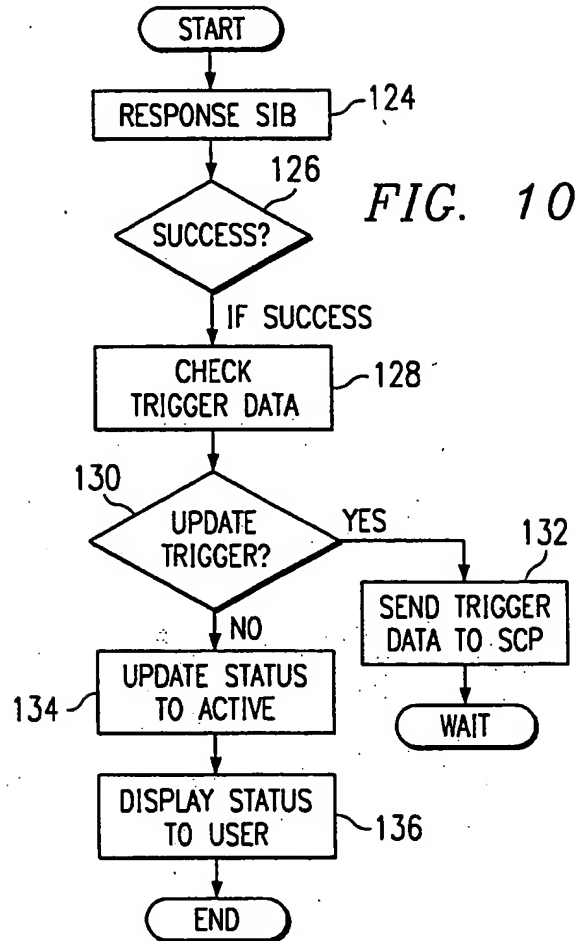 START
RESPONSE SIB
124
126
FIG. 10
SUCCESS?
IF SUCCESS
CHECK
TRIGGER DATA
128
130
UPDATE
TRIGGER?
YES
132
SEND TRIGGER
DATA TO SCP
NO
UPDATE STATUS
TO ACTIVE
134
WAIT
DISPLAY STATUS
TO USER
136
END